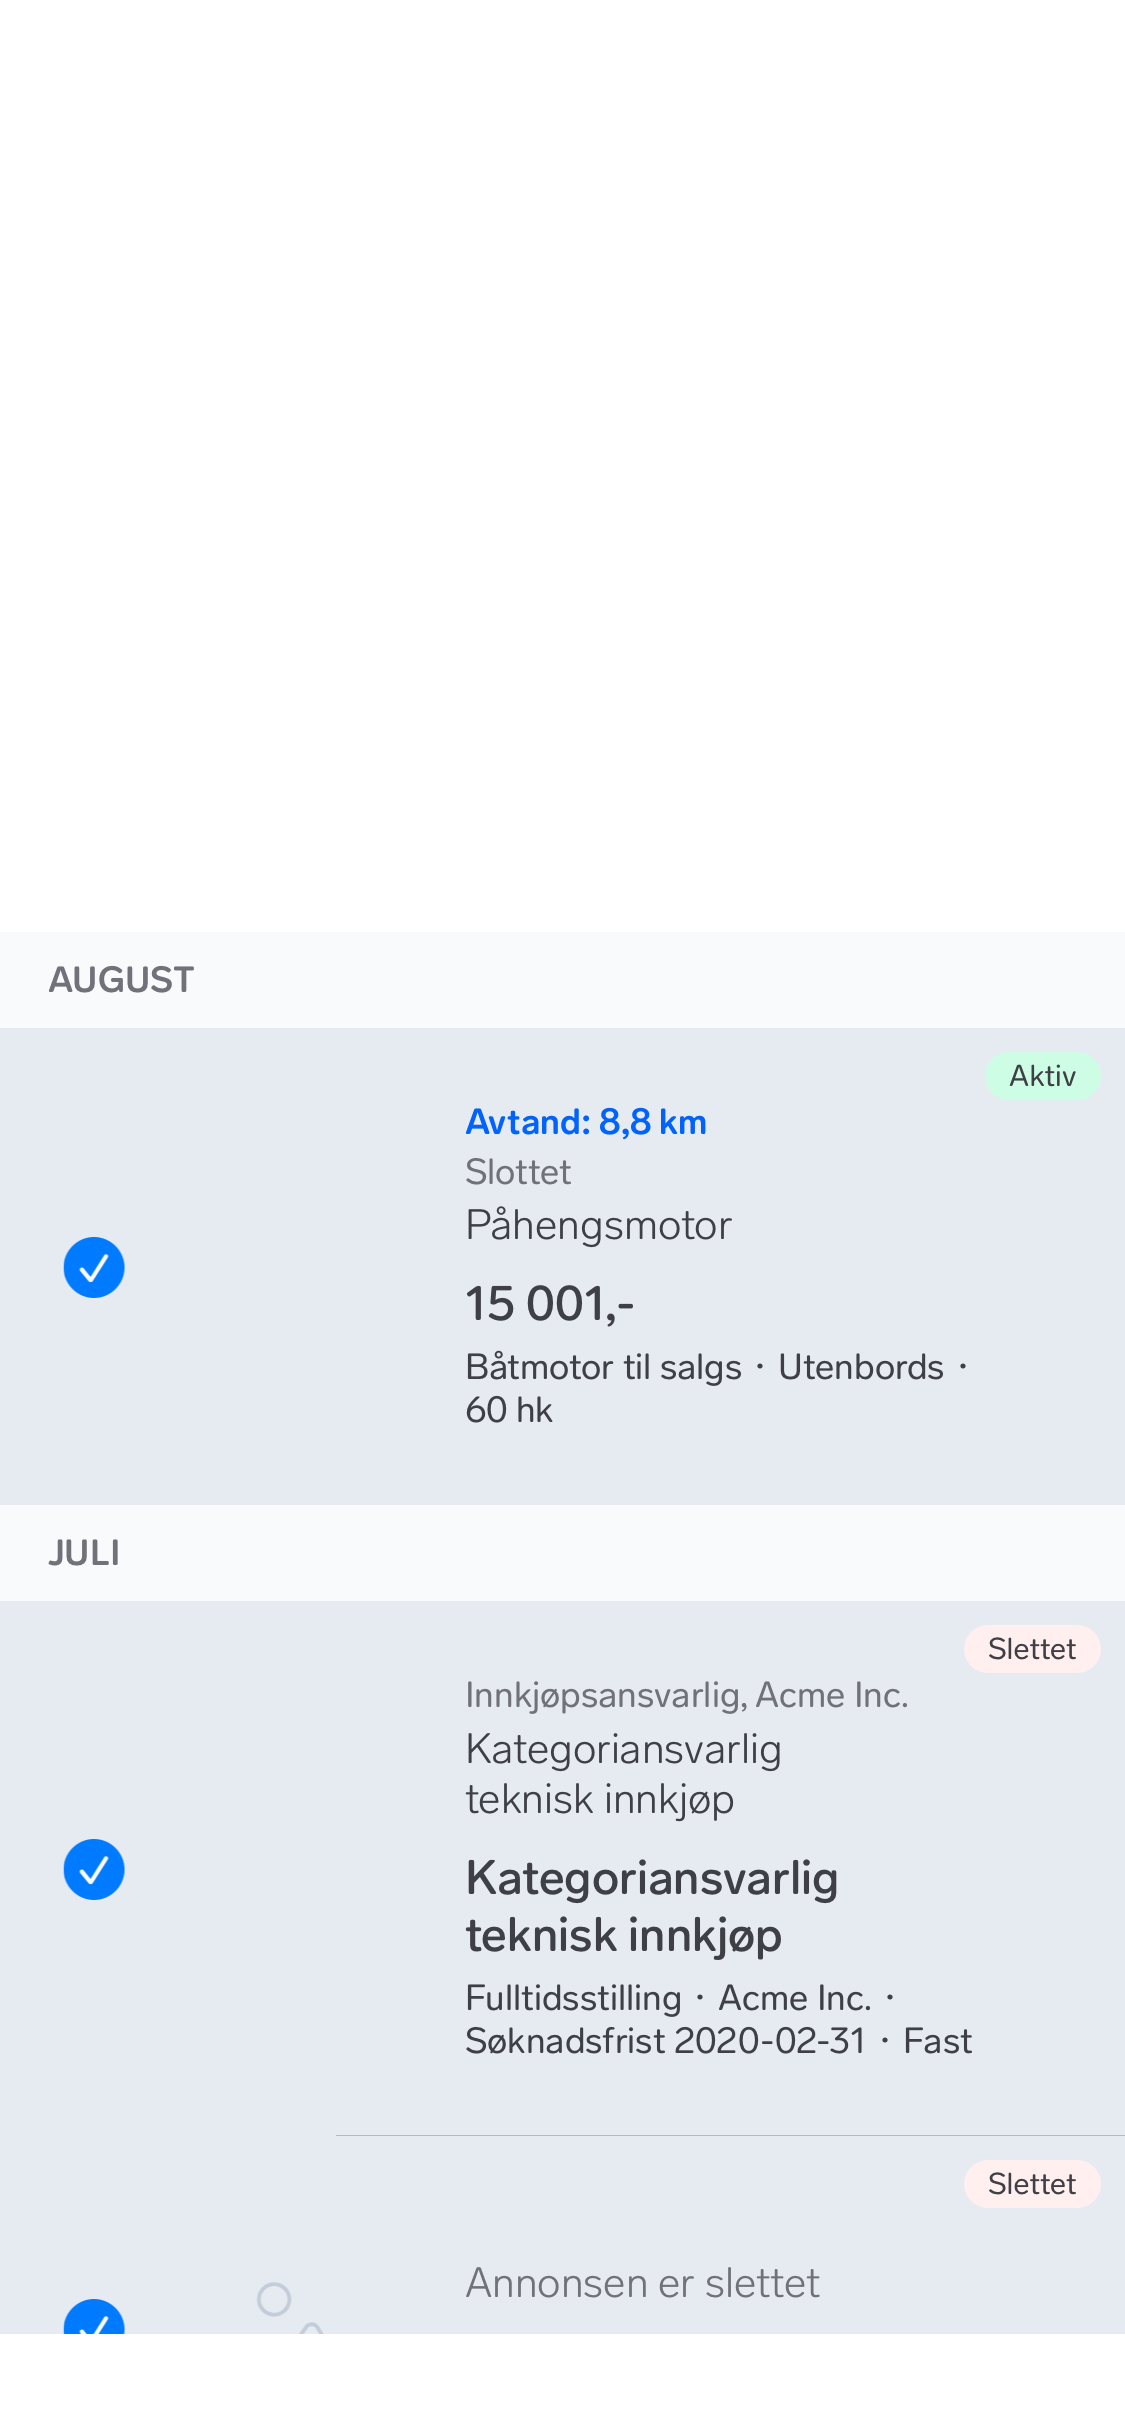 AUGUST
Aktiv
Avtand: 8,8 km
Slottet
Påhengsmotor
15 001,-
Båtmotor til salgs · Utenbords ·
60 hk
JULI
Slettet
Innkjøpsansvarlig, Acme Inc.
Kategoriansvarlig
teknisk innkjøp
Kategoriansvarlig
teknisk innkjøp
Fulltidsstilling · Acme Inc. ·
Søknadsfrist 2020-02-31 · Fast
Slettet
Annonsen er slettet